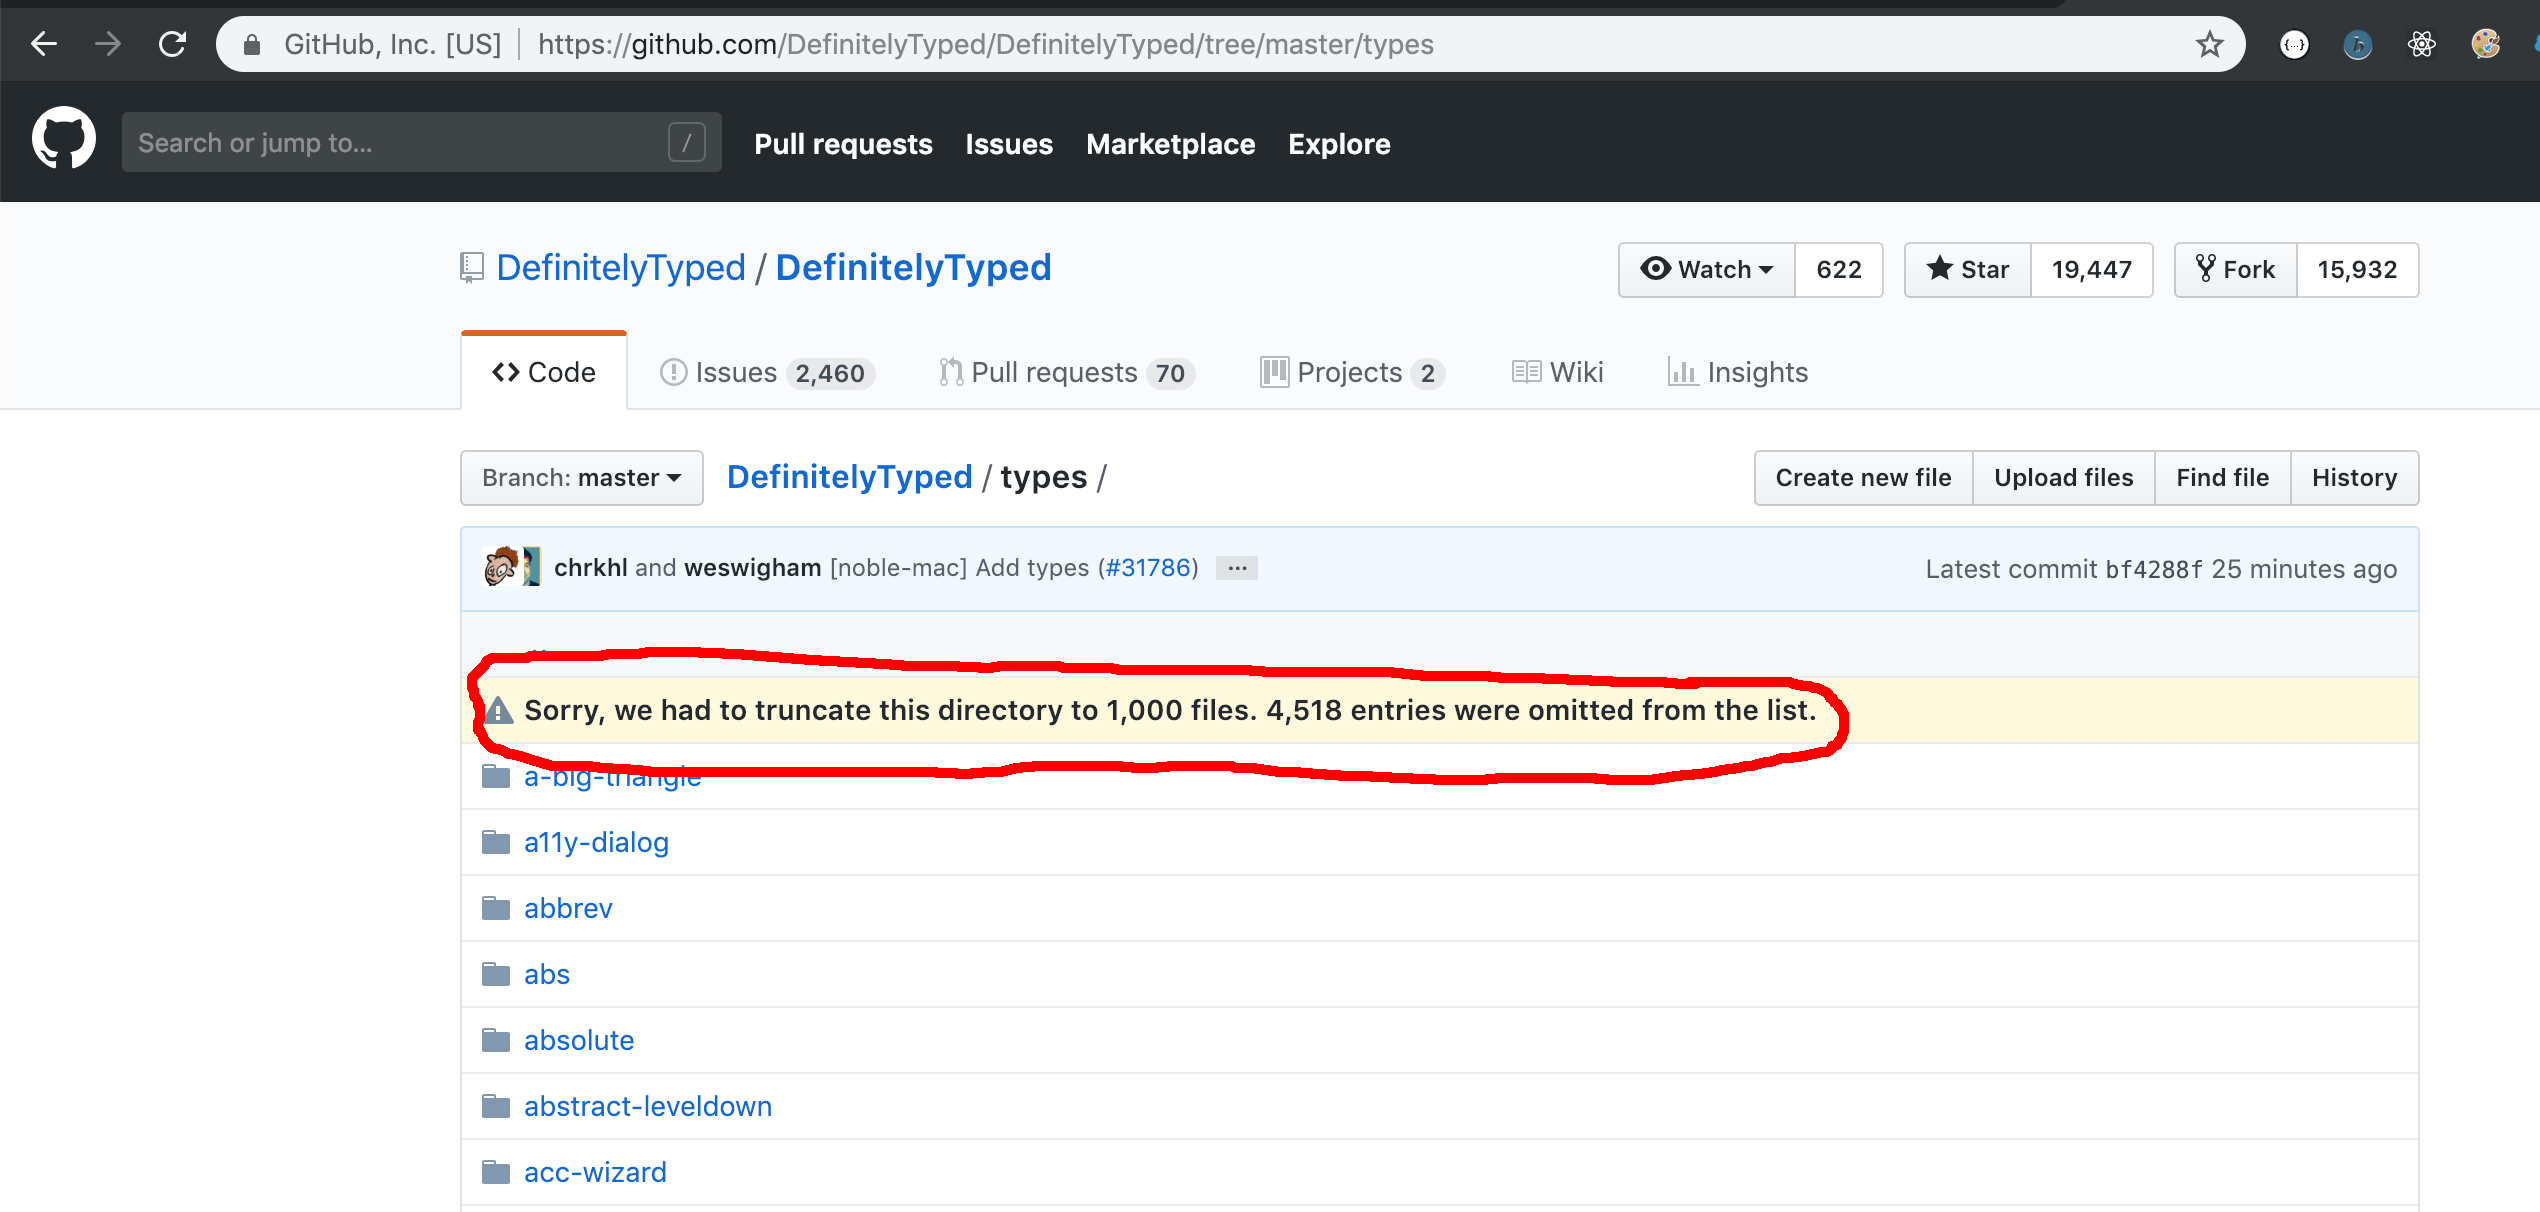 GitHub, Inc. [US] https://github.com/DefinitelyTyped/DefinitelyTyped/tree/master/types
Search or jump to... / Pull requests Issues Marketplace Explore
DefinitelyTyped / DefinitelyTyped Watch 622 Star 19,447 Fork 15,932
Code Issues 2,460 Pull requests 70 Projects 2 Wiki Insights
Branch: master DefinitelyTyped / types / Create new file Upload files Find file History
chrkhl and weswigham [noble-mac] Add types (#31786) ... Latest commit bf4288f 25 minutes ago
Sorry, we had to truncate this directory to 1,000 files. 4,518 entries were omitted from the list.
a-big-triangle
a11y-dialog
abbrev
abs
absolute
abstract-leveldown
acc-wizard